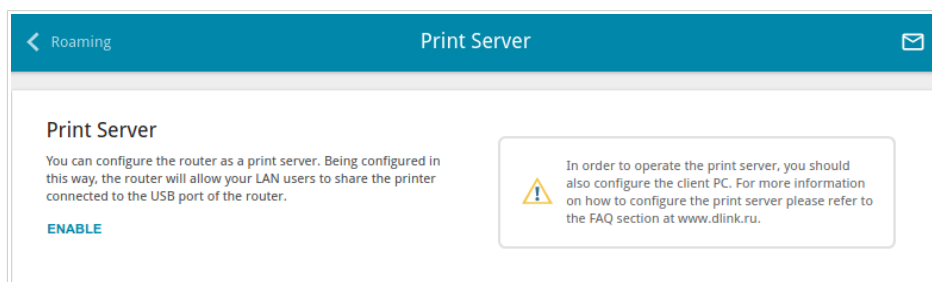 Roaming
Print Server
Print Server
You can configure the router as a print server. Being configured in
this way, the router will allow your LAN users to share the printer
connected to the USB port of the router.
ENABLE
In order to operate the print server, you should
also configure the client PC. For more information
on how to configure the print server please refer to
the FAQ section at www.dlink.ru.